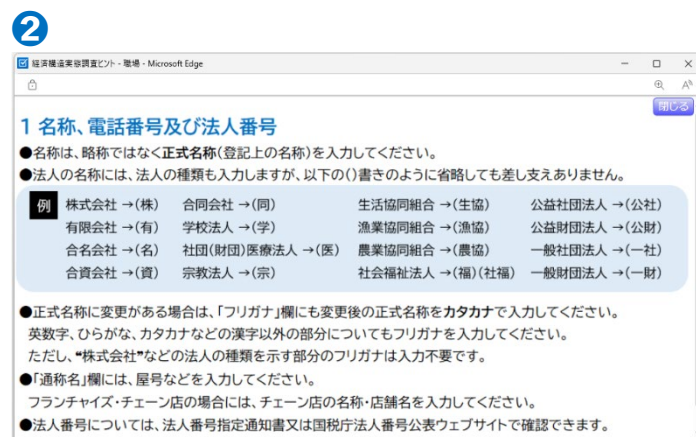 2
経済構造実態調査ヒント - 職場 - Microsoft Edge
閉じる
1 名称、電話番号及び法人番号
●名称は、略称ではなく正式名称(登記上の名称)を入力してください。
●法人の名称には、法人の種類も入力しますが、以下の()書きのように省略しても差し支えありません。
例 株式会社 →(株) 合同会社 →(同) 生活協同組合 →(生協) 公益社団法人 →(公社)
有限会社 →(有) 学校法人 →(学) 漁業協同組合 →(漁協) 公益財団法人 →(公財)
合名会社 →(名) 社団(財団)医療法人 →(医) 農業協同組合 →(農協) 一般社団法人 →(一社)
合資会社 →(資) 宗教法人 →(宗) 社会福祉法人 →(福)(社福) 一般財団法人 →(一財)
●正式名称に変更がある場合は、「フリガナ」欄にも変更後の正式名称をカタカナで入力してください。
英数字、ひらがな、カタカナなどの漢字以外の部分についてもフリガナを入力してください。
ただし、“株式会社”などの法人の種類を示す部分のフリガナは入力不要です。
●「通称名」欄には、屋号などを入力してください。
フランチャイズ・チェーン店の場合には、チェーン店の名称・店舗名を入力してください。
●法人番号については、法人番号指定通知書又は国税庁法人番号公表ウェブサイトで確認できます。